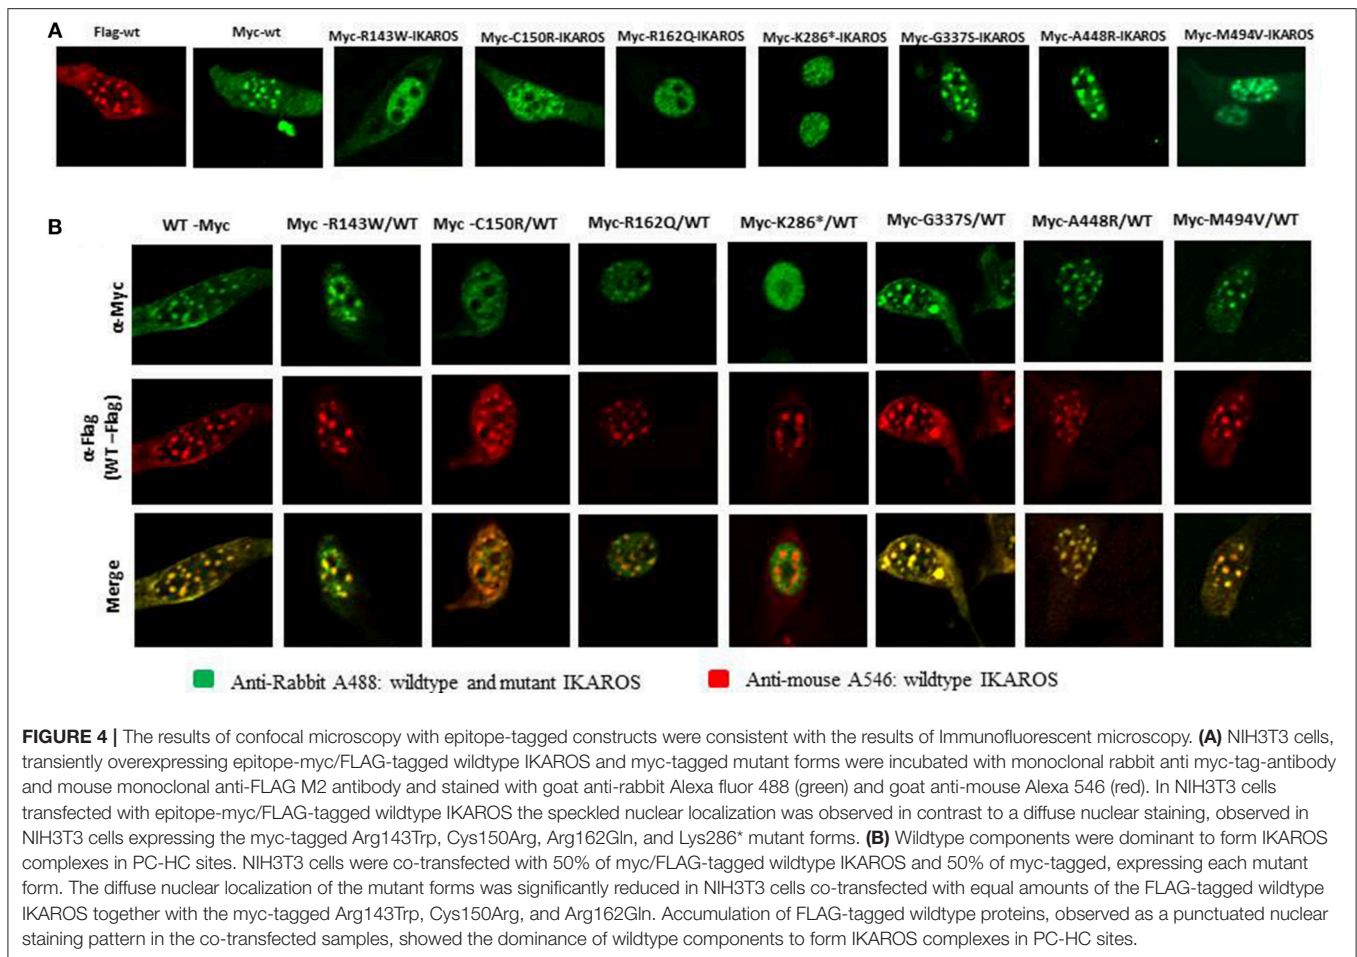 A
Flag-wt Myc-wt Myc-R143W-IKAROS Myc-C150R-IKAROS Myc-R162Q-IKAROS Myc-K286*-IKAROS Myc-G337S-IKAROS Myc-A448R-IKAROS Myc-M494V-IKAROS
B
WT -Myc Myc -R143W/WT Myc -C150R/WT Myc-R162Q/WT Myc-K286*/WT Myc-G337S/WT Myc-A448R/WT Myc-M494V/WT
α-Myc
α-Flag
(WT –Flag)
Merge
Anti-Rabbit A488: wildtype and mutant IKAROS Anti-mouse A546: wildtype IKAROS
FIGURE 4 | The results of confocal microscopy with epitope-tagged constructs were consistent with the results of Immunofluorescent microscopy. (A) NIH3T3 cells,
transiently overexpressing epitope-myc/FLAG-tagged wildtype IKAROS and myc-tagged mutant forms were incubated with monoclonal rabbit anti myc-tag-antibody
and mouse monoclonal anti-FLAG M2 antibody and stained with goat anti-rabbit Alexa fluor 488 (green) and goat anti-mouse Alexa 546 (red). In NIH3T3 cells
transfected with epitope-myc/FLAG-tagged wildtype IKAROS the speckled nuclear localization was observed in contrast to a diffuse nuclear staining, observed in
NIH3T3 cells expressing the myc-tagged Arg143Trp, Cys150Arg, Arg162Gln, and Lys286* mutant forms. (B) Wildtype components were dominant to form IKAROS
complexes in PC-HC sites. NIH3T3 cells were co-transfected with 50% of myc/FLAG-tagged wildtype IKAROS and 50% of myc-tagged, expressing each mutant
form. The diffuse nuclear localization of the mutant forms was significantly reduced in NIH3T3 cells co-transfected with equal amounts of the FLAG-tagged wildtype
IKAROS together with the myc-tagged Arg143Trp, Cys150Arg, and Arg162Gln. Accumulation of FLAG-tagged wildtype proteins, observed as a punctuated nuclear
staining pattern in the co-transfected samples, showed the dominance of wildtype components to form IKAROS complexes in PC-HC sites.